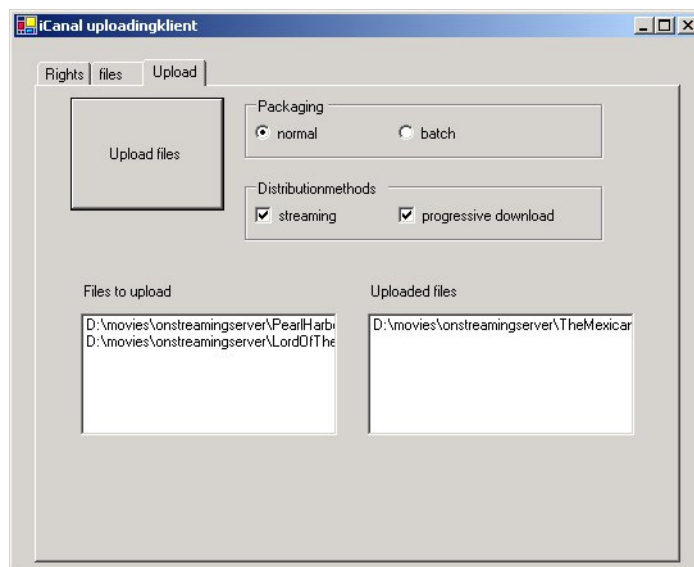 iCanal uploadingklient
Rights files Upload
Upload files
Packaging
normal batch
Distributionmethods
streaming progressive download
Files to upload
D:\movies\onstreamingserver\PearlHarb
D:\movies\onstreamingserver\LordOfThe
Uploaded files
D:\movies\onstreamingserver\TheMexican